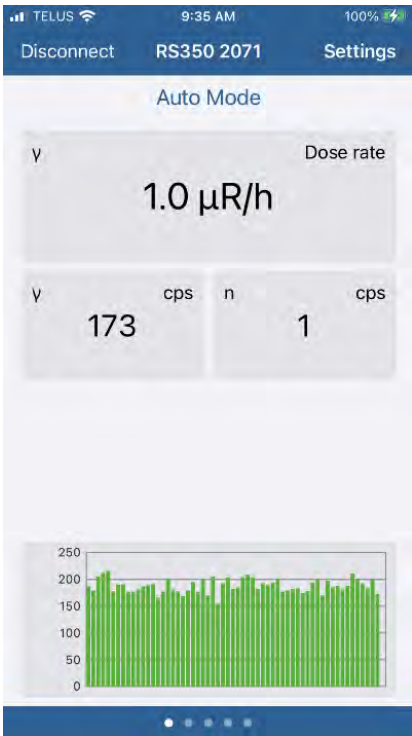 TELUS 9:35 AM 100%
Disconnect RS350 2071 Settings
Auto Mode
γ Dose rate
1.0 μR/h
γ cps n cps
173 1
250
200
150
100
50
0